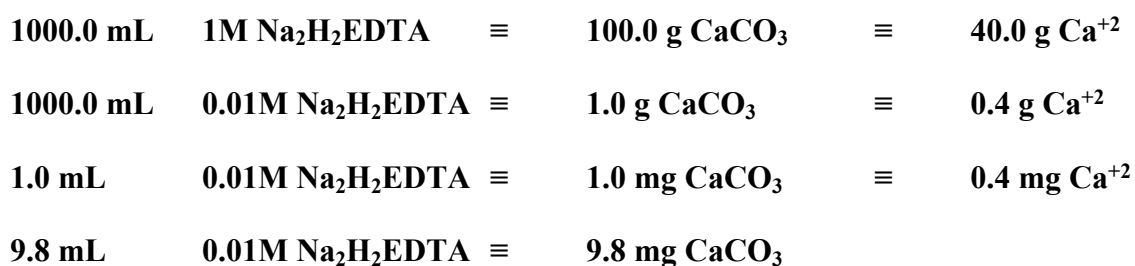 1000.0 mL 1M Na₂H₂EDTA ≡ 100.0 g CaCO₃ ≡ 40.0 g Ca⁺²
1000.0 mL 0.01M Na₂H₂EDTA ≡ 1.0 g CaCO₃ ≡ 0.4 g Ca⁺²
1.0 mL 0.01M Na₂H₂EDTA ≡ 1.0 mg CaCO₃ ≡ 0.4 mg Ca⁺²
9.8 mL 0.01M Na₂H₂EDTA ≡ 9.8 mg CaCO₃